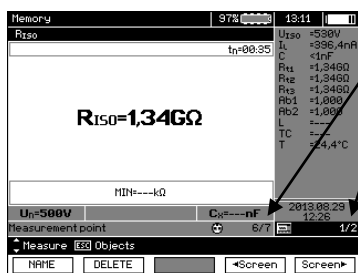 Memory 97% 13:11
RISO
tn=00:35
RISO=1,34GΩ
MIN=---kΩ
Un=500V Cx=---nF
UISO =530V
IL =396,4nA
C <1nF
Rt1 =1,34GΩ
Rt2 =1,34GΩ
Rt3 =1,34GΩ
Ab1 =1,000
Ab2 =1,000
L =---
TC =---
T =24,4°C
2013.08.29
12:26
Measurement point 6/7 1/2
Measure ESC Objects
NAME DELETE ◄Screen Screen►